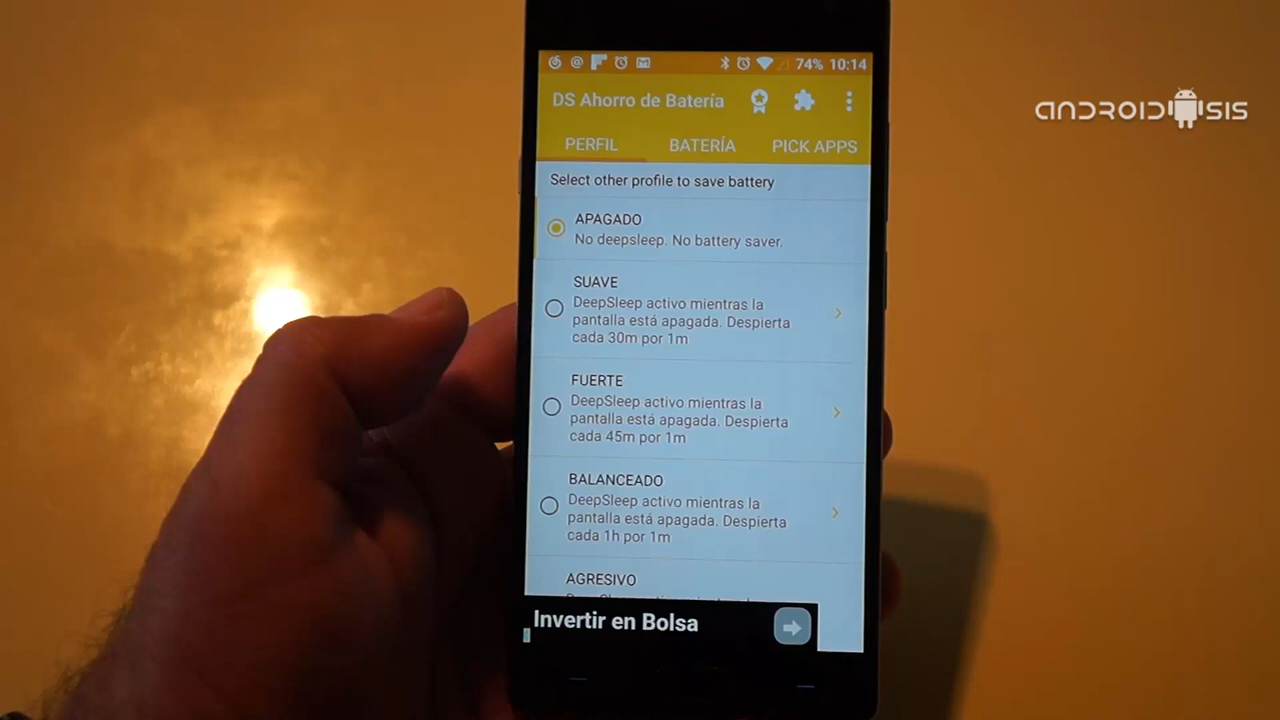 74% 10:14
ANDROIDSIS
DS Ahorro de Batería
PERFIL BATERÍA PICK APPS
Select other profile to save battery
APAGADO
No deepsleep. No battery saver.
SUAVE
DeepSleep activo mientras la
pantalla está apagada. Despierta
cada 30m por 1m
FUERTE
DeepSleep activo mientras la
pantalla está apagada. Despierta
cada 45m por 1m
BALANCEADO
DeepSleep activo mientras la
pantalla está apagada. Despierta
cada 1h por 1m
AGRESIVO
Invertir en Bolsa